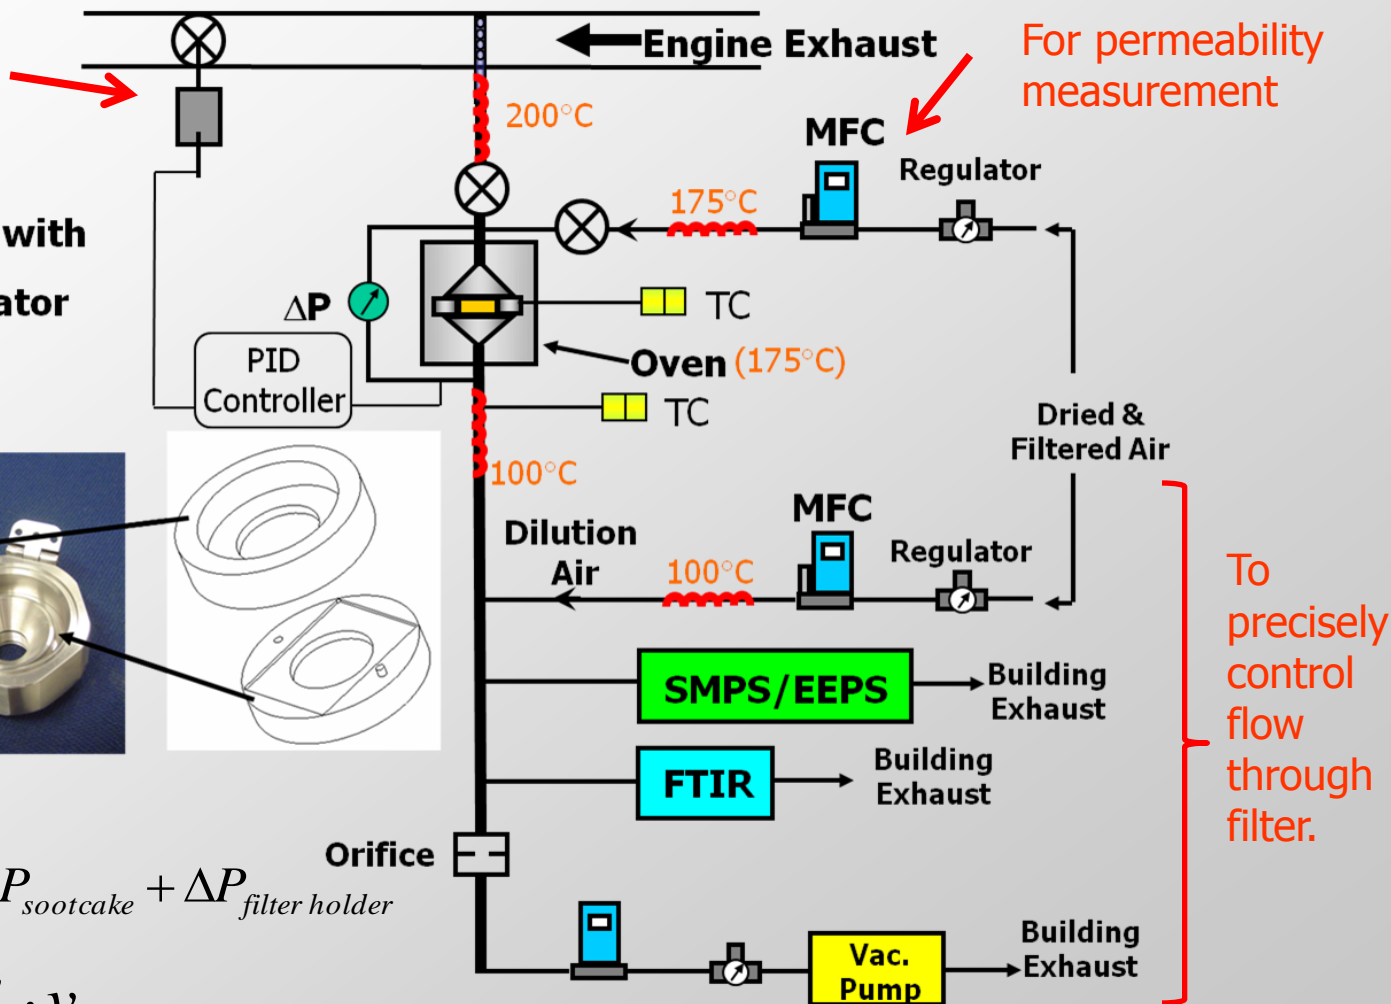 Engine Exhaust
For permeability
measurement
200°C
MFC
Regulator
175°C
with
ator
ΔP
TC
PID
Controller
Oven (175°C)
TC
Dried &
Filtered Air
100°C
MFC
Dilution
Air
Regulator
100°C
To
precisely
control
flow
through
filter.
SMPS/EEPS
Building
Exhaust
FTIR
Building
Exhaust
Orifice
P sootcake + ΔP filter holder
Vac.
Pump
Building
Exhaust